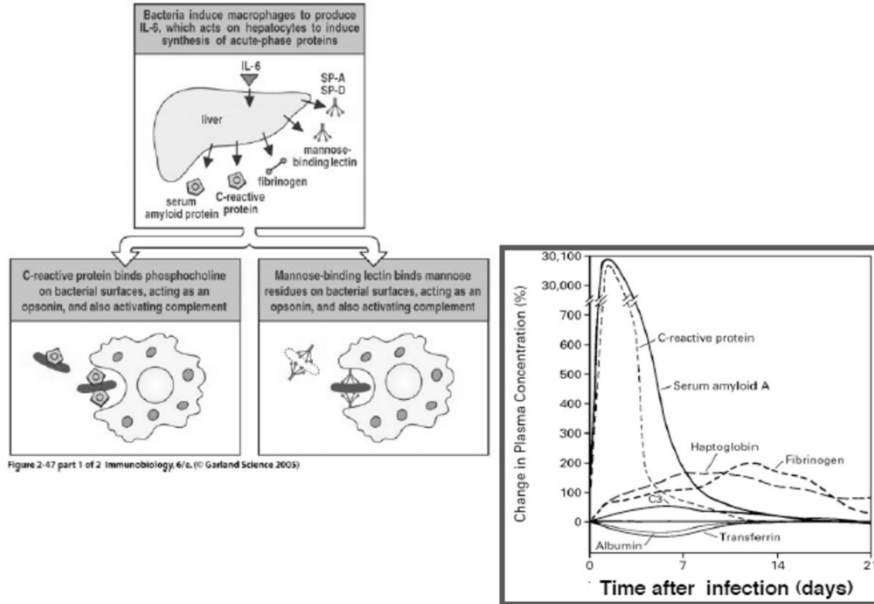 Bacteria induce macrophages to produce
IL-6, which acts on hepatocytes to induce
synthesis of acute-phase proteins
IL-6
SP-A
SP-D
liver
mannose-
binding lectin
fibrinogen
C-reactive
protein
serum
amyloid protein
C-reactive protein binds phosphocholine
on bacterial surfaces, acting as an
opsonin, and also activating complement
Mannose-binding lectin binds mannose
residues on bacterial surfaces, acting as an
opsonin, and also activating complement
Figure 2-47 part 1 of 2 Immunobiology, 6/e. (© Garland Science 2005)
Change in Plasma Concentration (%)
30,100
30,000
700
600
500
400
300
200
100
0
C-reactive protein
Serum amyloid A
Haptoglobin
Fibrinogen
C3
Albumin
Transferrin
0
7
14
Time after infection (days)